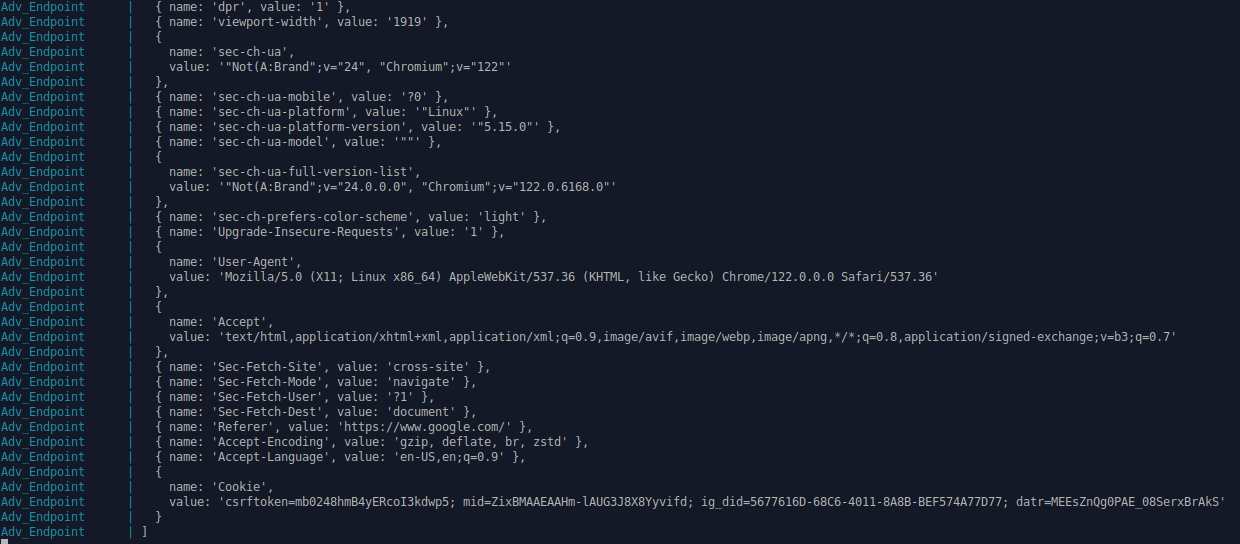 Adv_Endpoint      |   { name: 'dpr', value: '1' },
Adv_Endpoint      |   { name: 'viewport-width', value: '1919' },
Adv_Endpoint      |   {
Adv_Endpoint      |     name: 'sec-ch-ua',
Adv_Endpoint      |     value: '"Not(A:Brand";v="24", "Chromium";v="122"'
Adv_Endpoint      |   },
Adv_Endpoint      |   { name: 'sec-ch-ua-mobile', value: '?0' },
Adv_Endpoint      |   { name: 'sec-ch-ua-platform', value: '"Linux"' },
Adv_Endpoint      |   { name: 'sec-ch-ua-platform-version', value: '"5.15.0"' },
Adv_Endpoint      |   { name: 'sec-ch-ua-model', value: '""' },
Adv_Endpoint      |   {
Adv_Endpoint      |     name: 'sec-ch-ua-full-version-list',
Adv_Endpoint      |     value: '"Not(A:Brand";v="24.0.0.0", "Chromium";v="122.0.6168.0"'
Adv_Endpoint      |   },
Adv_Endpoint      |   { name: 'sec-ch-prefers-color-scheme', value: 'light' },
Adv_Endpoint      |   { name: 'Upgrade-Insecure-Requests', value: '1' },
Adv_Endpoint      |   {
Adv_Endpoint      |     name: 'User-Agent',
Adv_Endpoint      |     value: 'Mozilla/5.0 (X11; Linux x86_64) AppleWebKit/537.36 (KHTML, like Gecko) Chrome/122.0.0.0 Safari/537.36'
Adv_Endpoint      |   },
Adv_Endpoint      |   {
Adv_Endpoint      |     name: 'Accept',
Adv_Endpoint      |     value: 'text/html,application/xhtml+xml,application/xml;q=0.9,image/avif,image/webp,image/apng,*/*;q=0.8,application/signed-exchange;v=b3;q=0.7'
Adv_Endpoint      |   },
Adv_Endpoint      |   { name: 'Sec-Fetch-Site', value: 'cross-site' },
Adv_Endpoint      |   { name: 'Sec-Fetch-Mode', value: 'navigate' },
Adv_Endpoint      |   { name: 'Sec-Fetch-User', value: '?1' },
Adv_Endpoint      |   { name: 'Sec-Fetch-Dest', value: 'document' },
Adv_Endpoint      |   { name: 'Referer', value: 'https://www.google.com/' },
Adv_Endpoint      |   { name: 'Accept-Encoding', value: 'gzip, deflate, br, zstd' },
Adv_Endpoint      |   { name: 'Accept-Language', value: 'en-US,en;q=0.9' },
Adv_Endpoint      |   {
Adv_Endpoint      |     name: 'Cookie',
Adv_Endpoint      |     value: 'csrftoken=mb0248hmB4yERcoI3kdwp5; mid=ZixBMAAEAAHm-lAUG3J8X8Yyvifd; ig_did=5677616D-68C6-4011-8A8B-BEF574A77D77; datr=MEEsZnQg0PAE_08SerxBrAkS'
Adv_Endpoint      |   }
Adv_Endpoint      | ]